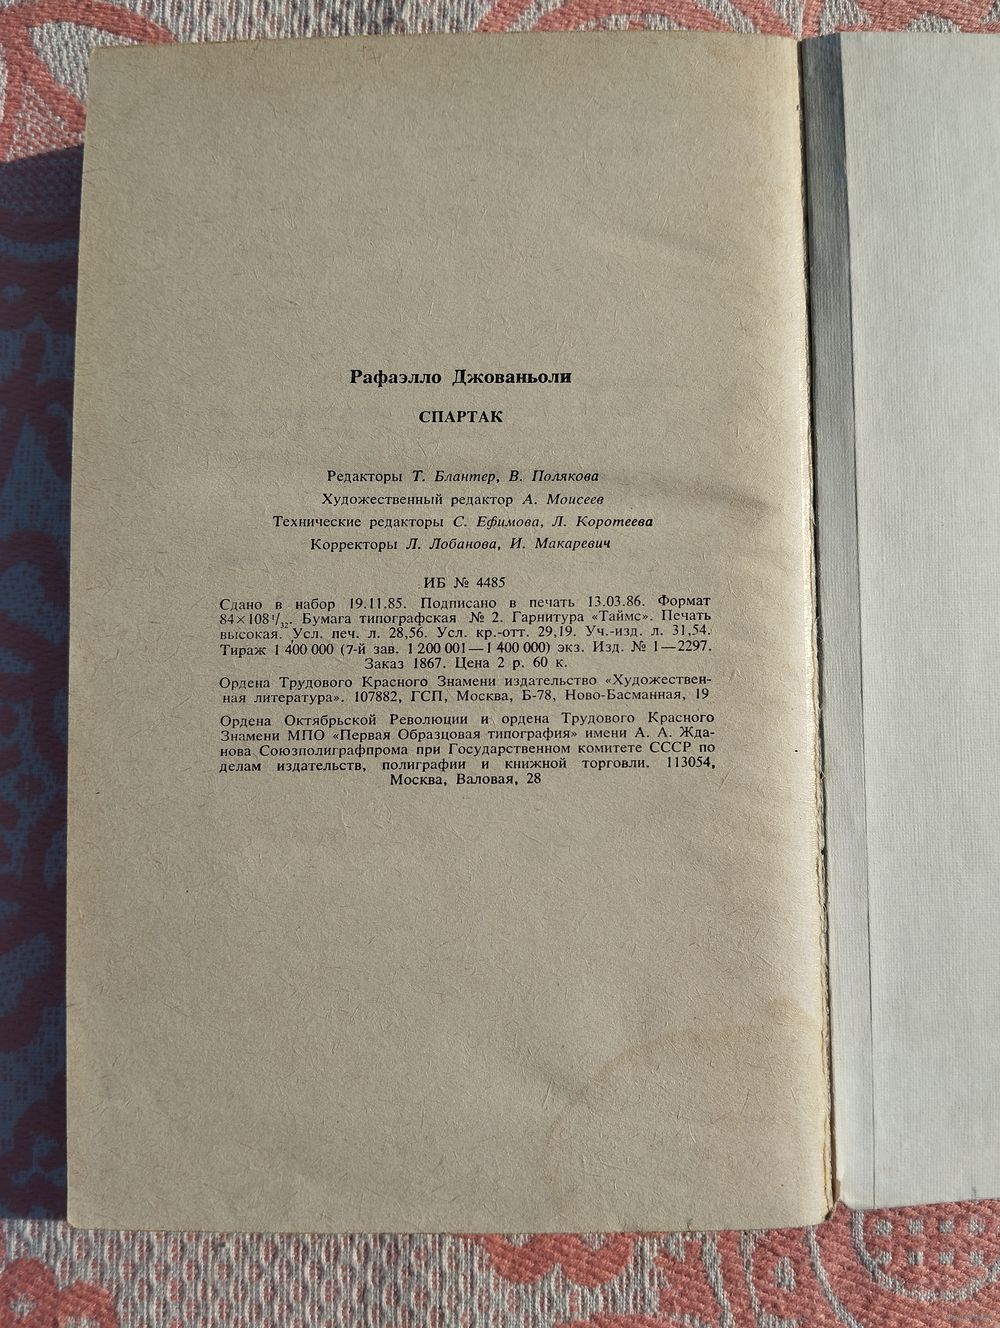 Рафаэлло Джованьоли
СПАРТАК
Редакторы Т. Блантер, В. Полякова
Художественный редактор А. Моисеев
Технические редакторы С. Ефимова, Л. Коротеева
Корректоры Л. Лобанова, И. Макаревич
ИБ № 4485
Сдано в набор 19.11.85. Подписано в печать 13.03.86. Формат
84×108¹/₃₂. Бумага типографская № 2. Гарнитура «Таймс». Печать
высокая. Усл. печ. л. 28,56. Усл. кр.-отт. 29,19. Уч.-изд. л. 31,54.
Тираж 1 400 000 (7-й зав. 1 200 001—1 400 000) экз. Изд. № 1—2297.
Заказ 1867. Цена 2 р. 60 к.
Ордена Трудового Красного Знамени издательство «Художествен-
ная литература». 107882, ГСП, Москва, Б-78, Ново-Басманная, 19
Ордена Октябрьской Революции и ордена Трудового Красного
Знамени МПО «Первая Образцовая типография» имени А. А. Жда-
нова Союзполиграфпрома при Государственном комитете СССР по
делам издательств, полиграфии и книжной торговли. 113054,
Москва, Валовая, 28